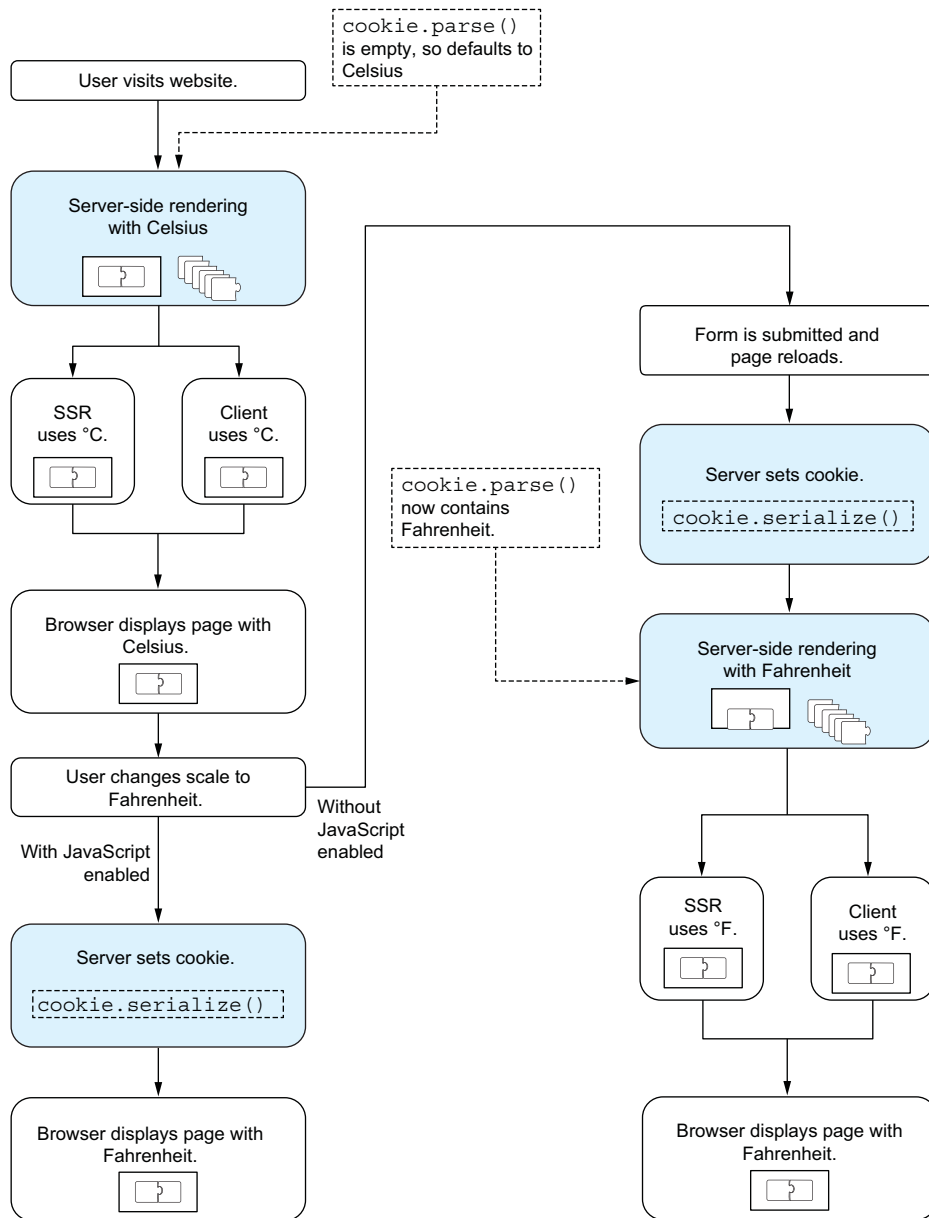 cookie.parse()
is empty, so defaults to
Celsius
User visits website.
Server-side rendering
with Celsius
SSR
uses °C.
Client
uses °C.
Browser displays page with
Celsius.
User changes scale to
Fahrenheit.
With JavaScript
enabled
Without
JavaScript
enabled
Server sets cookie.
cookie.serialize()
Browser displays page with
Fahrenheit.
Form is submitted and
page reloads.
Server sets cookie.
cookie.serialize()
cookie.parse()
now contains
Fahrenheit.
Server-side rendering
with Fahrenheit
SSR
uses °F.
Client
uses °F.
Browser displays page with
Fahrenheit.